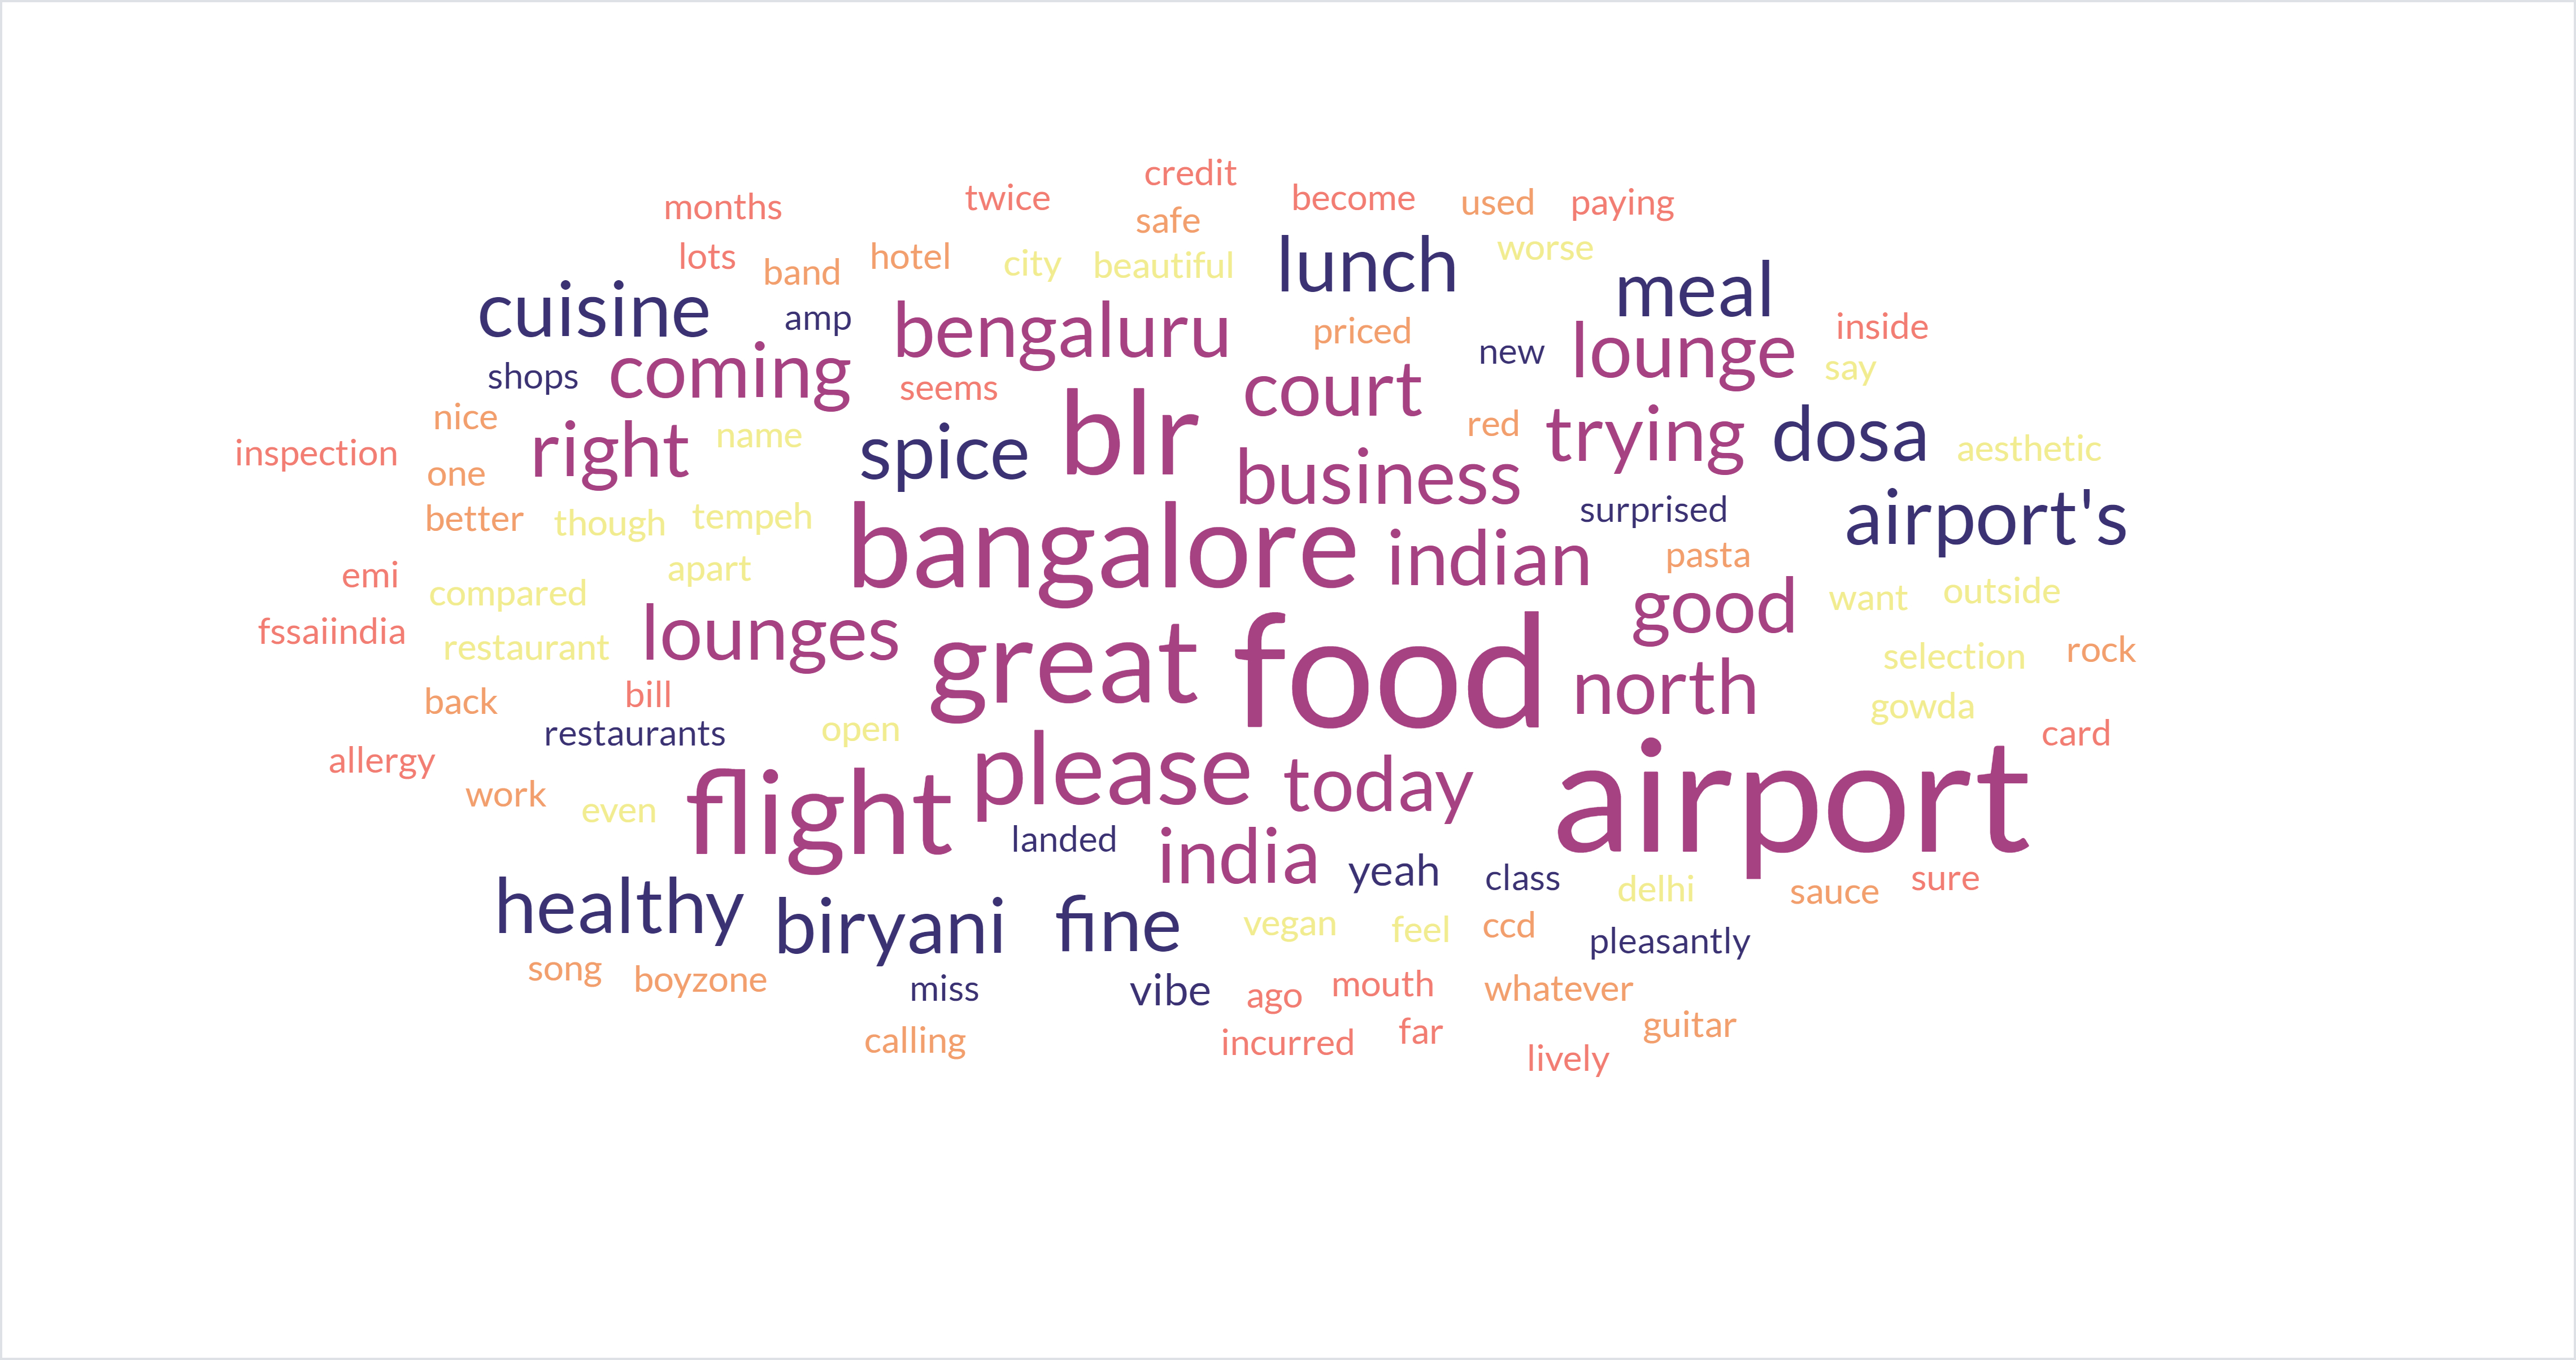 credit
months twice become used paying
safe
lots band hotel city beautiful lunch worse
cuisine amp bengaluru priced meal inside
shops coming seems court new lounge say
nice name spice blr red trying dosa aesthetic
inspection one right business
better though tempeh bangalore surprised airport's
emi compared apart indian pasta want outside
fssaiindia restaurant lounges great food good selection rock
back bill north gowda
restaurants open please today card
allergy work even flight airport
landed india yeah class delhi sauce sure
healthy biryani fine vegan feel ccd pleasantly
song boyzone miss vibe ago mouth whatever
calling incurred far guitar
lively